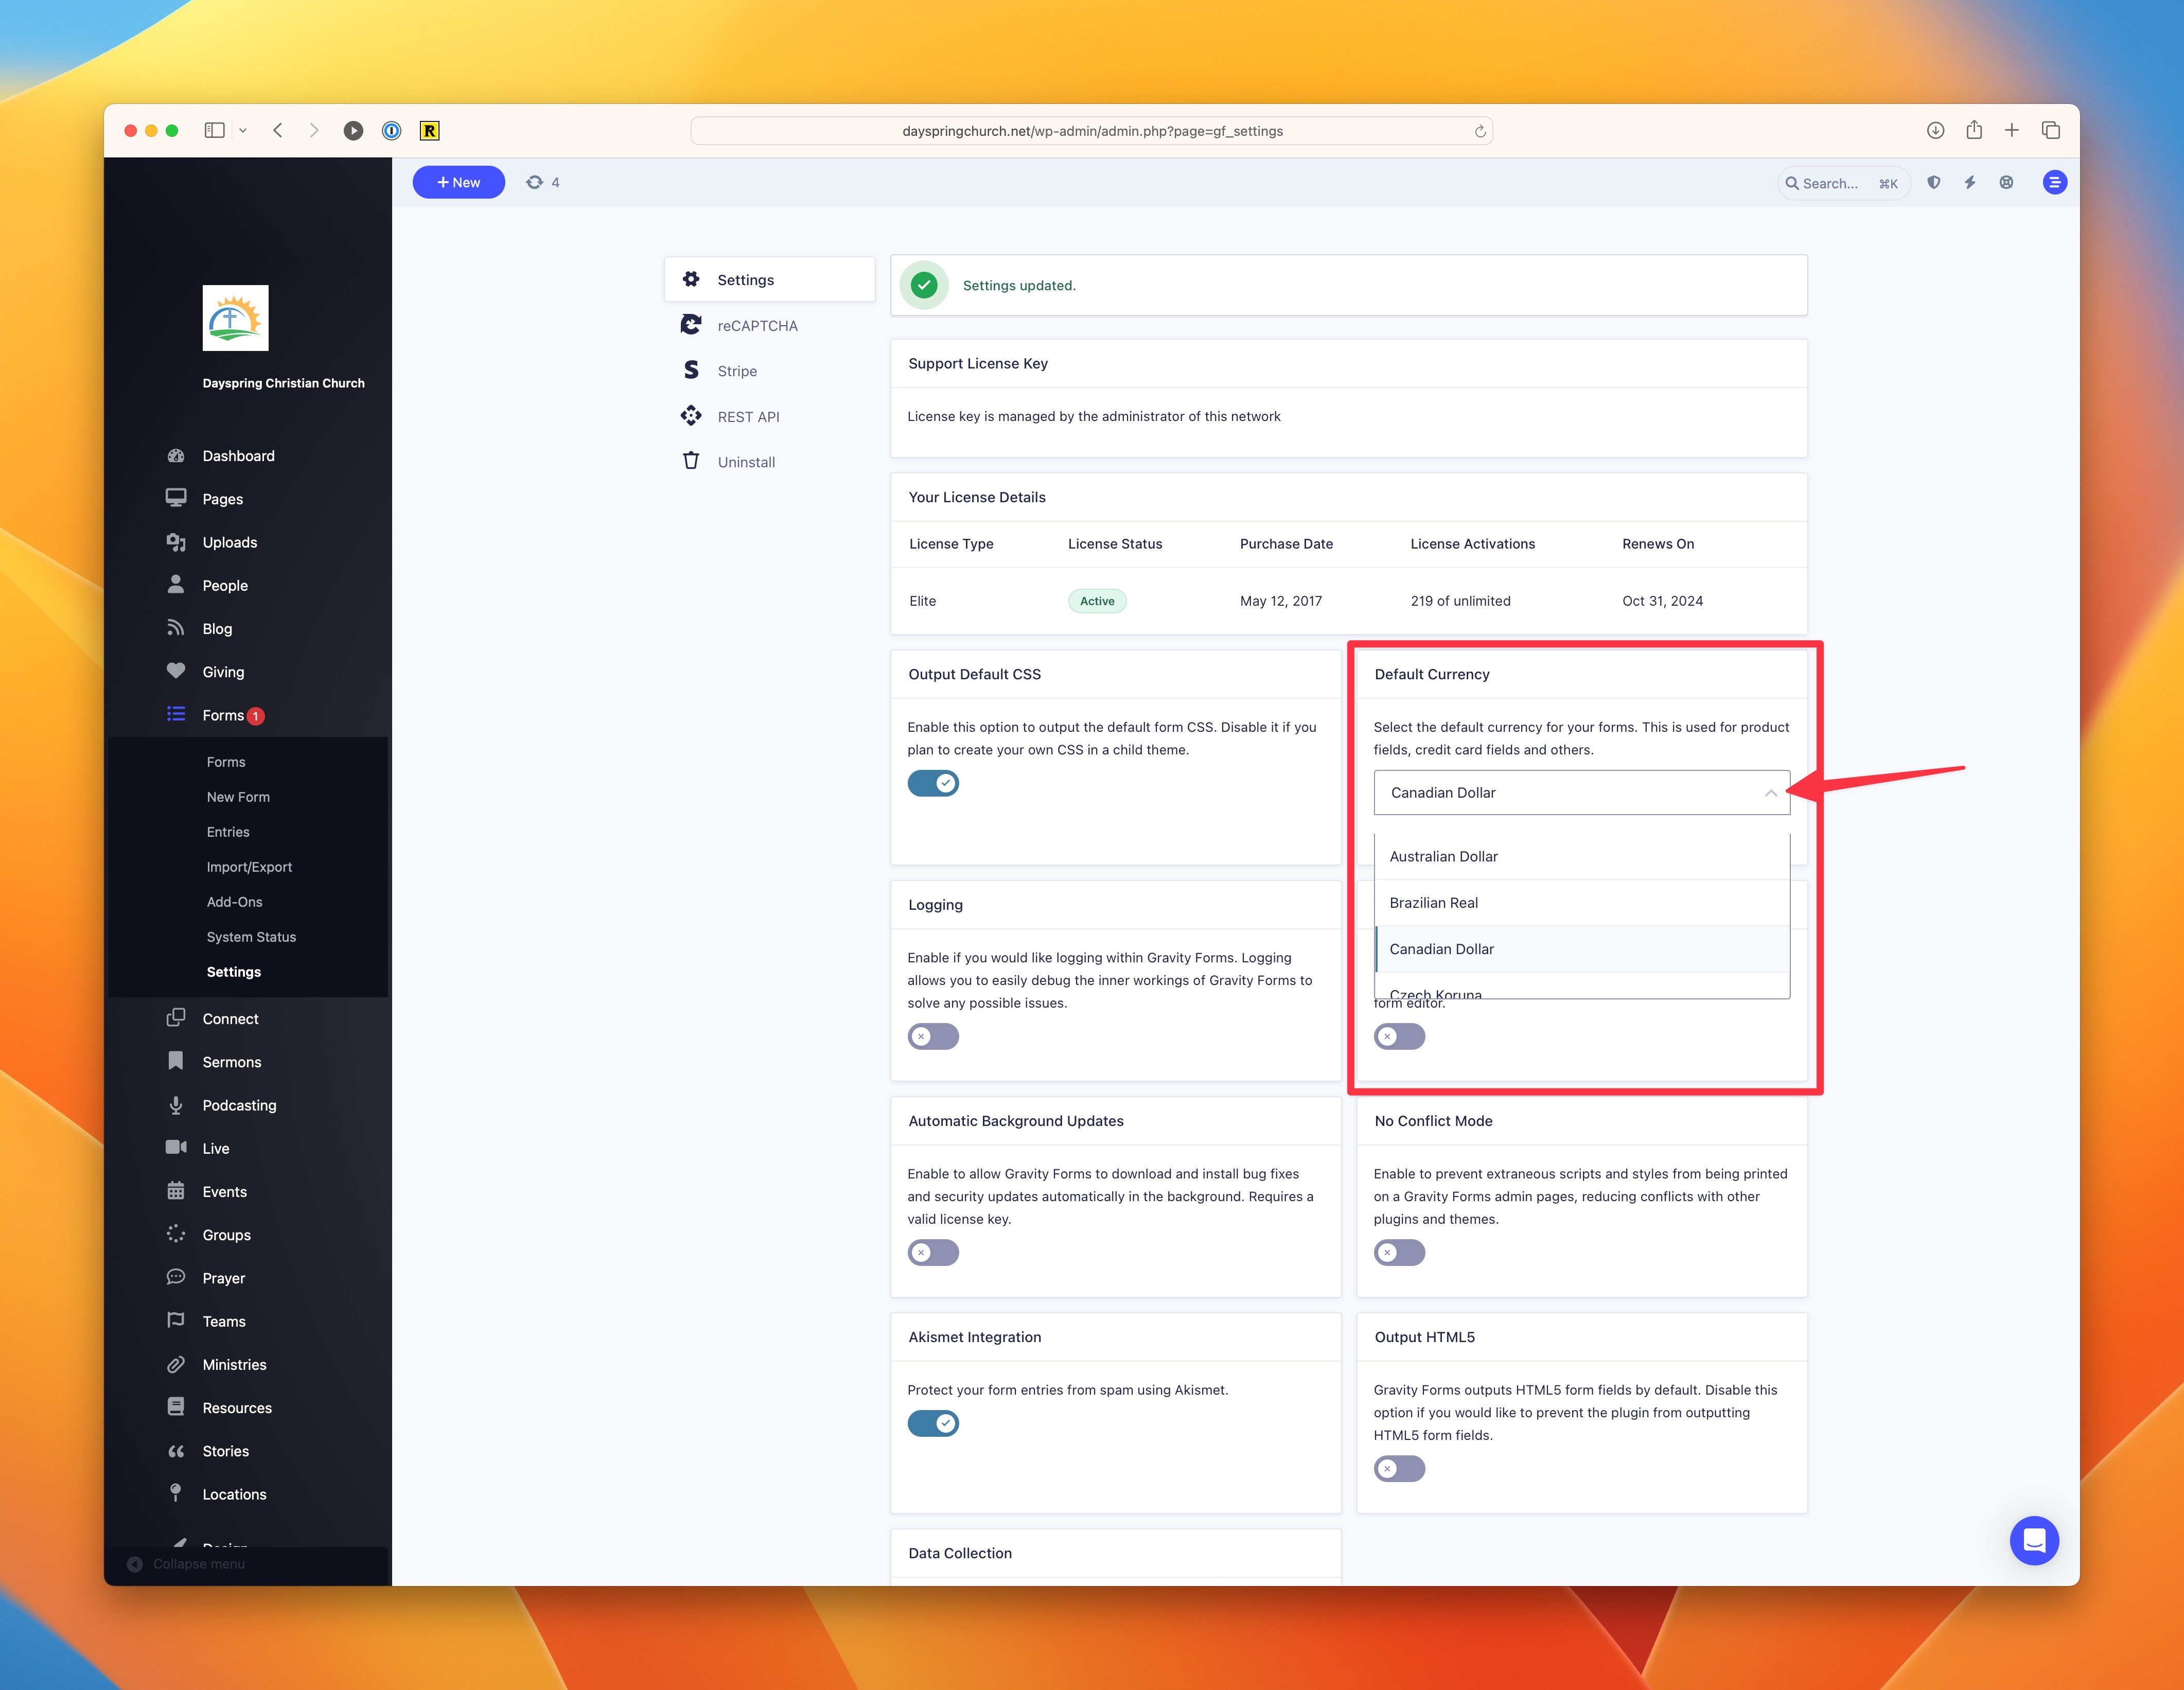 dayspringchurch.net/wp-admin/admin.php?page=gf_settings
+ New
4
Search...
⌘K
Dayspring Christian Church
Dashboard
Pages
Uploads
People
Blog
Giving
Forms 1
Forms
New Form
Entries
Import/Export
Add-Ons
System Status
Settings
Connect
Sermons
Podcasting
Live
Events
Groups
Prayer
Teams
Ministries
Resources
Stories
Locations
Design
Collapse menu
Settings
reCAPTCHA
Stripe
REST API
Uninstall
Settings updated.
Support License Key
License key is managed by the administrator of this network
Your License Details
License Type License Status Purchase Date License Activations Renews On
Elite Active May 12, 2017 219 of unlimited Oct 31, 2024
Output Default CSS
Enable this option to output the default form CSS. Disable it if you
plan to create your own CSS in a child theme.
Default Currency
Select the default currency for your forms. This is used for product
fields, credit card fields and others.
Canadian Dollar
Australian Dollar
Brazilian Real
Canadian Dollar
Czech Koruna
form editor.
Logging
Enable if you would like logging within Gravity Forms. Logging
allows you to easily debug the inner workings of Gravity Forms to
solve any possible issues.
Automatic Background Updates
Enable to allow Gravity Forms to download and install bug fixes
and security updates automatically in the background. Requires a
valid license key.
No Conflict Mode
Enable to prevent extraneous scripts and styles from being printed
on a Gravity Forms admin pages, reducing conflicts with other
plugins and themes.
Akismet Integration
Protect your form entries from spam using Akismet.
Output HTML5
Gravity Forms outputs HTML5 form fields by default. Disable this
option if you would like to prevent the plugin from outputting
HTML5 form fields.
Data Collection